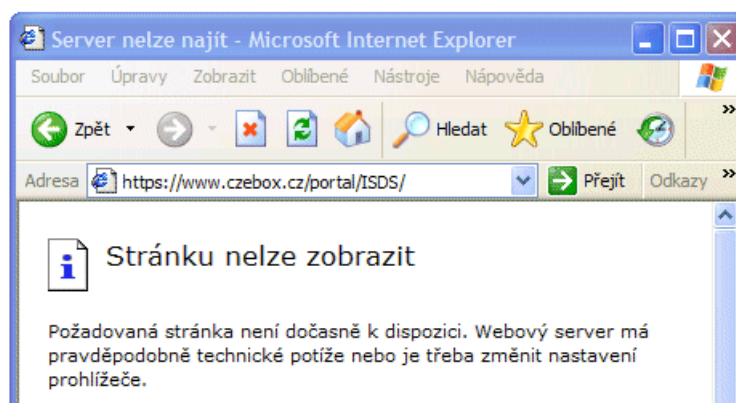 Server nelze najít - Microsoft Internet Explorer
Soubor Úpravy Zobrazit Oblíbené Nástroje Nápověda
Zpět Hledat Oblíbené »
Adresa https://www.czebox.cz/portal/ISDS/ Přejít Odkazy »
Stránku nelze zobrazit
Požadovaná stránka není dočasně k dispozici. Webový server má
pravděpodobně technické potíže nebo je třeba změnit nastavení
prohlížeče.